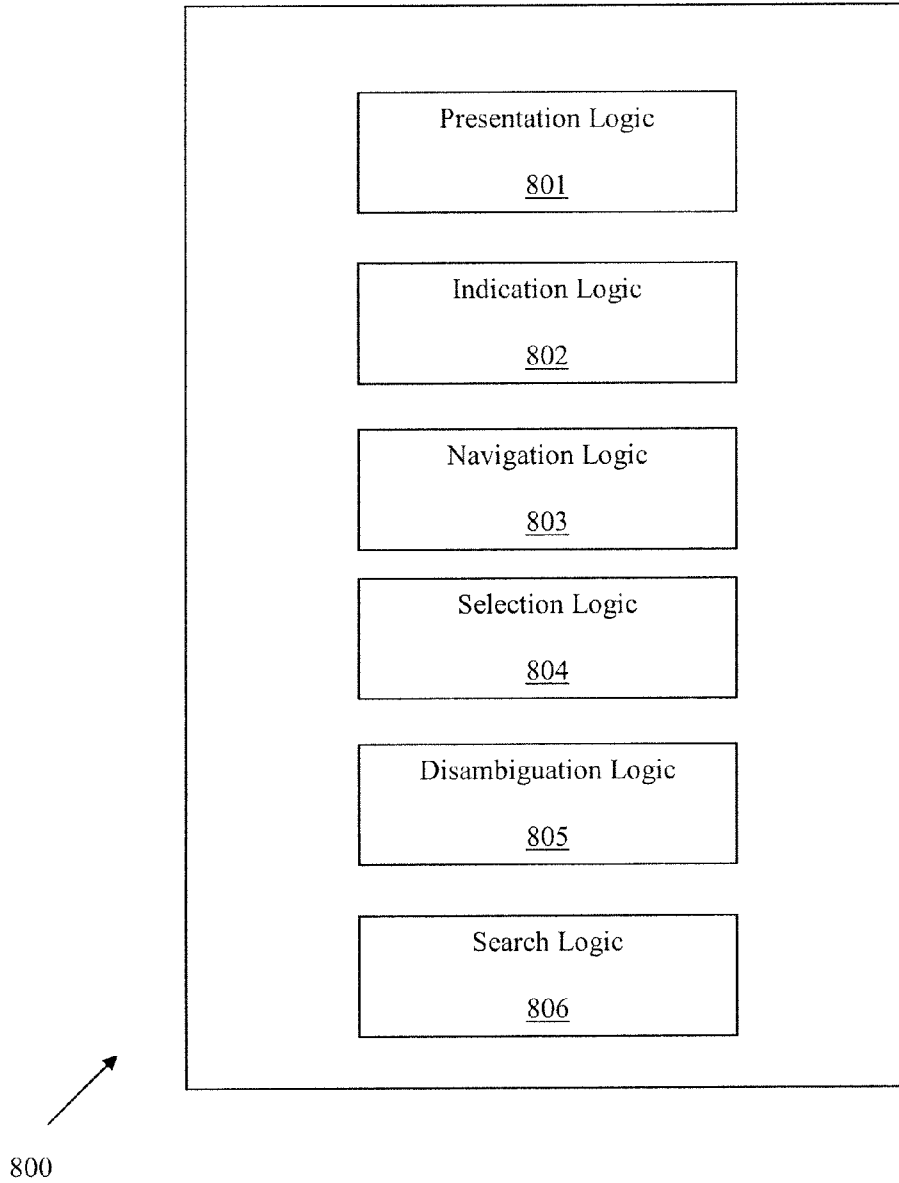 Presentation Logic
801
Indication Logic
802
Navigation Logic
803
Selection Logic
804
Disambiguation Logic
805
Search Logic
806
800